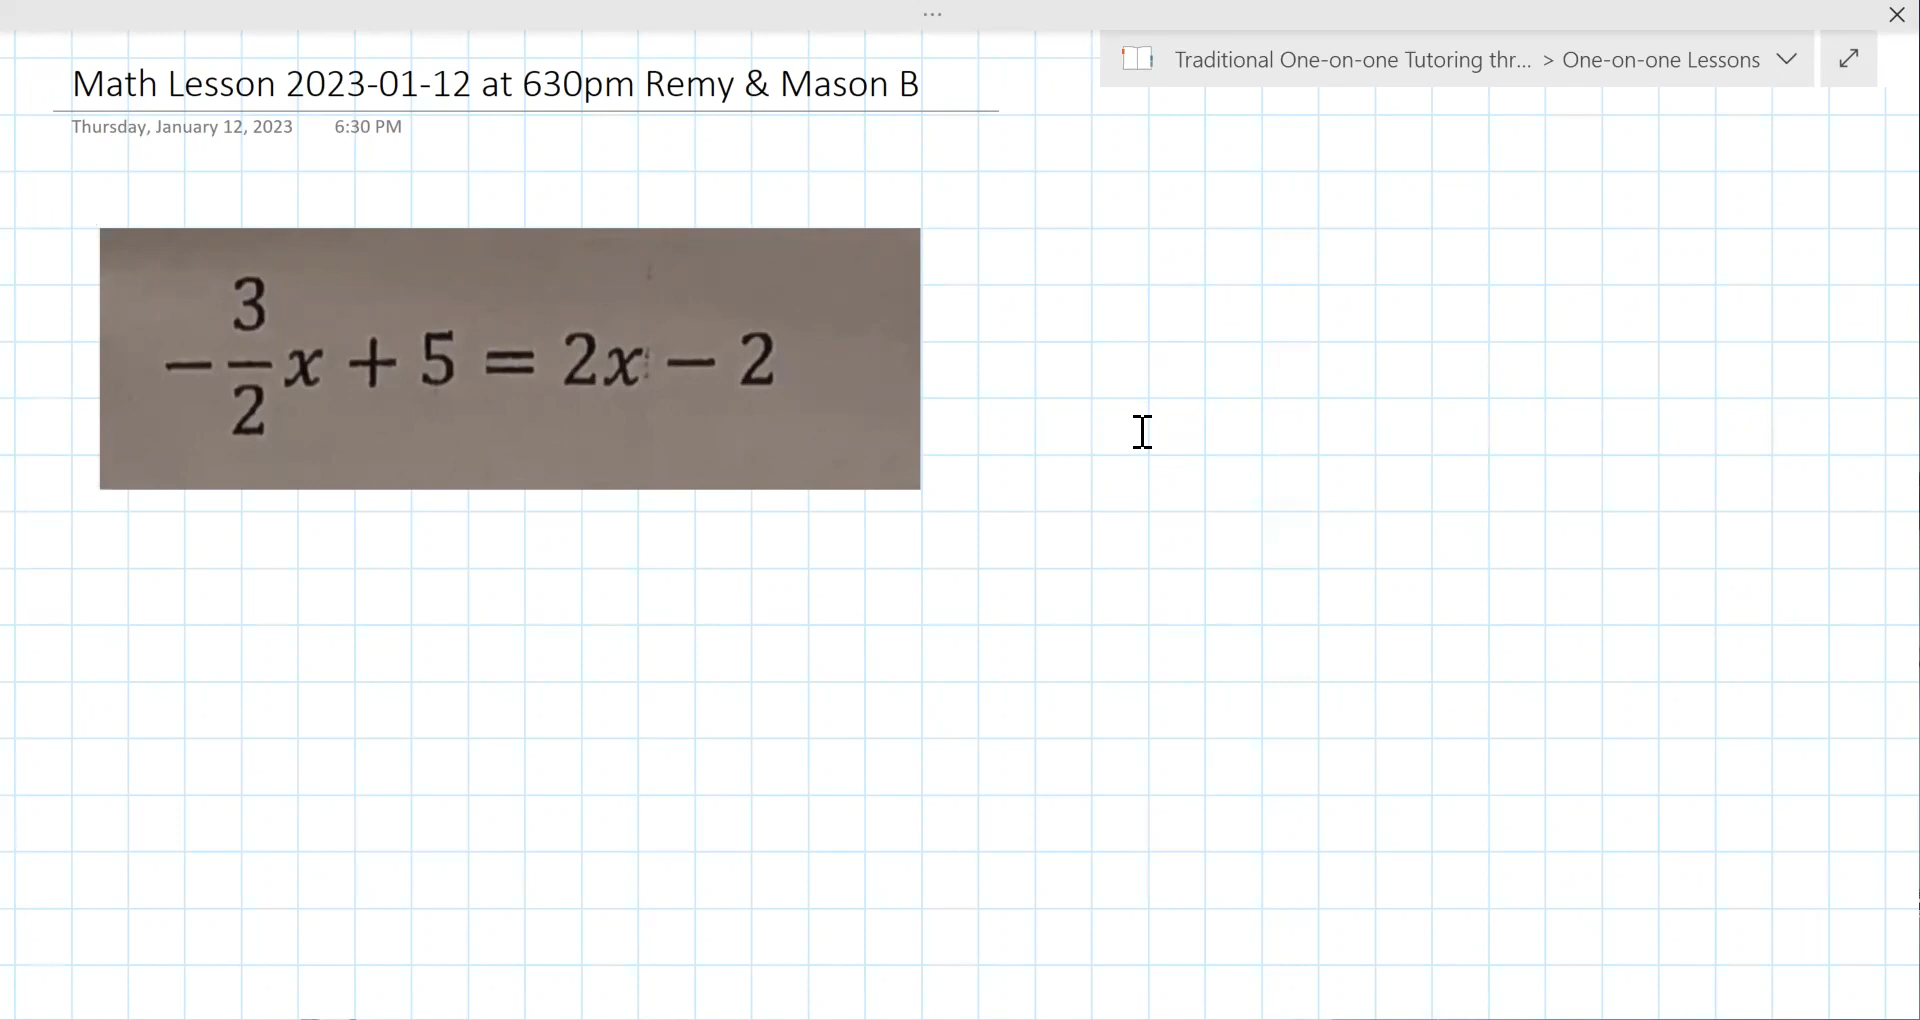 ...
Traditional One-on-one Tutoring thr... > One-on-one Lessons
Math Lesson 2023-01-12 at 630pm Remy & Mason B
Thursday, January 12, 2023 6:30 PM
-3/2x + 5 = 2x - 2